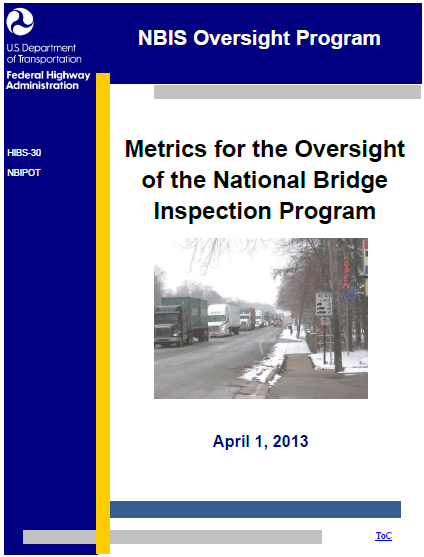 U.S. Department
of Transportation
Federal Highway
Administration
NBIS Oversight Program
HIBS-30
NBIPOT
Metrics for the Oversight
of the National Bridge
Inspection Program
OPEN
April 1, 2013
ToC